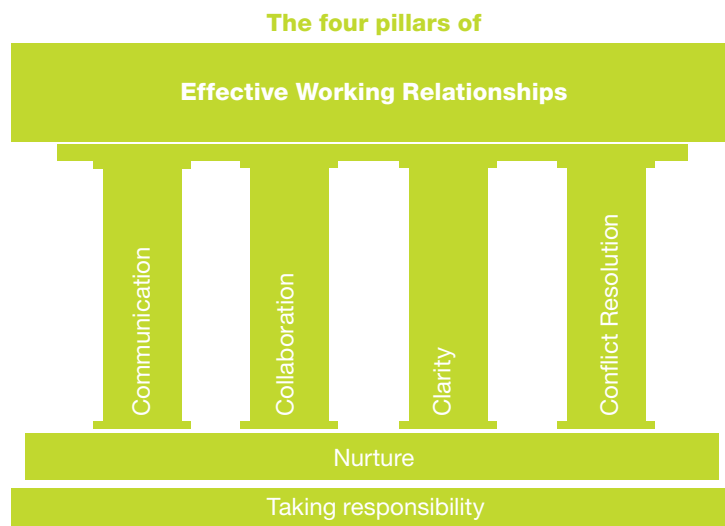 The four pillars of
Effective Working Relationships
Communication
Collaboration
Clarity
Conflict Resolution
Nurture
Taking responsibility